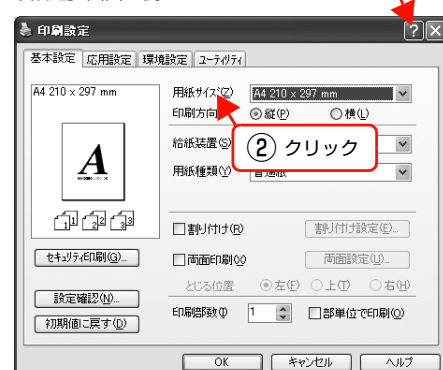 印刷設定
基本設定 応用設定 環境設定 ユーティリティ
A4 210 x 297 mm
用紙サイズ(Z) A4 210 x 297 mm
印刷方向 縦(P) 横(L)
給紙装置(S)
② クリック
用紙種類(Y) 普通紙
A
1 2 3
割り付け(R) 割り付け設定(E)...
セキュリティ印刷(G)...
両面印刷(X) 両面設定(U)...
とじる位置 左(F) 上(T) 右(H)
設定確認(N)...
印刷部数(I) 1 部単位で印刷(O)
初期値に戻す(D)
OK キャンセル ヘルプ